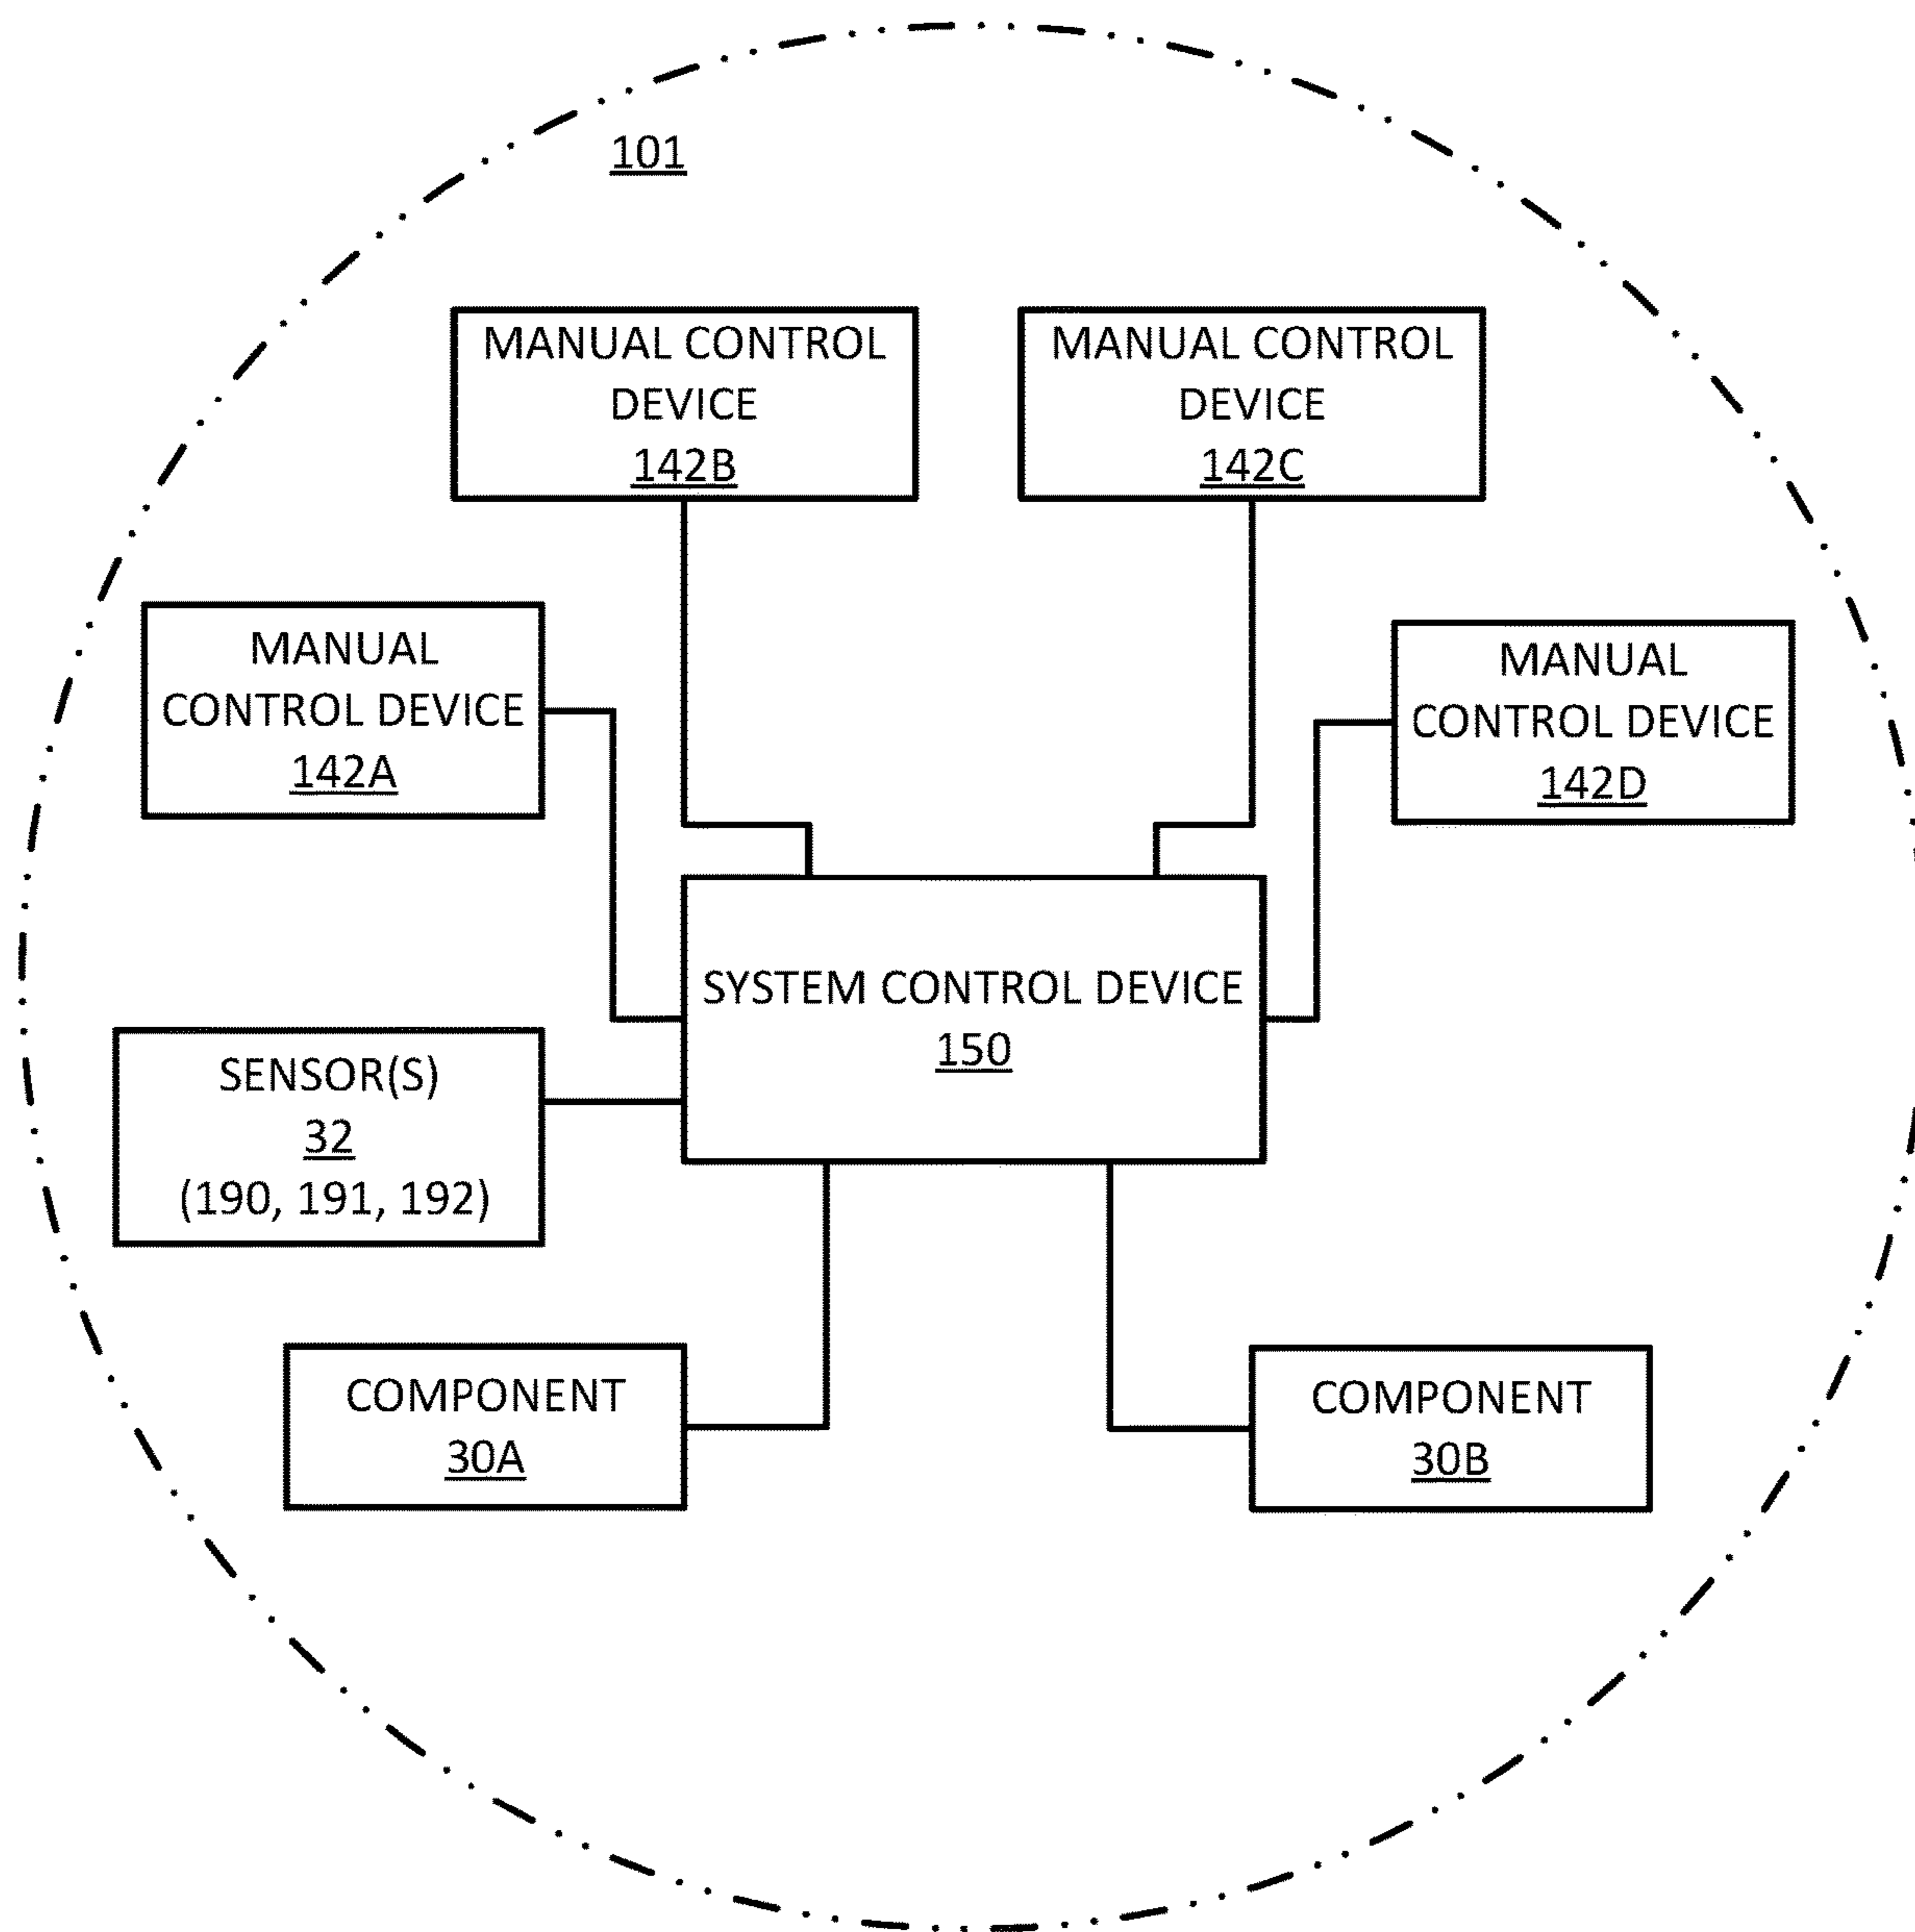 101
MANUAL CONTROL
DEVICE
142B
MANUAL CONTROL
DEVICE
142C
MANUAL
CONTROL DEVICE
142A
MANUAL
CONTROL DEVICE
142D
SYSTEM CONTROL DEVICE
150
SENSOR(S)
32
(190, 191, 192)
COMPONENT
30A
COMPONENT
30B